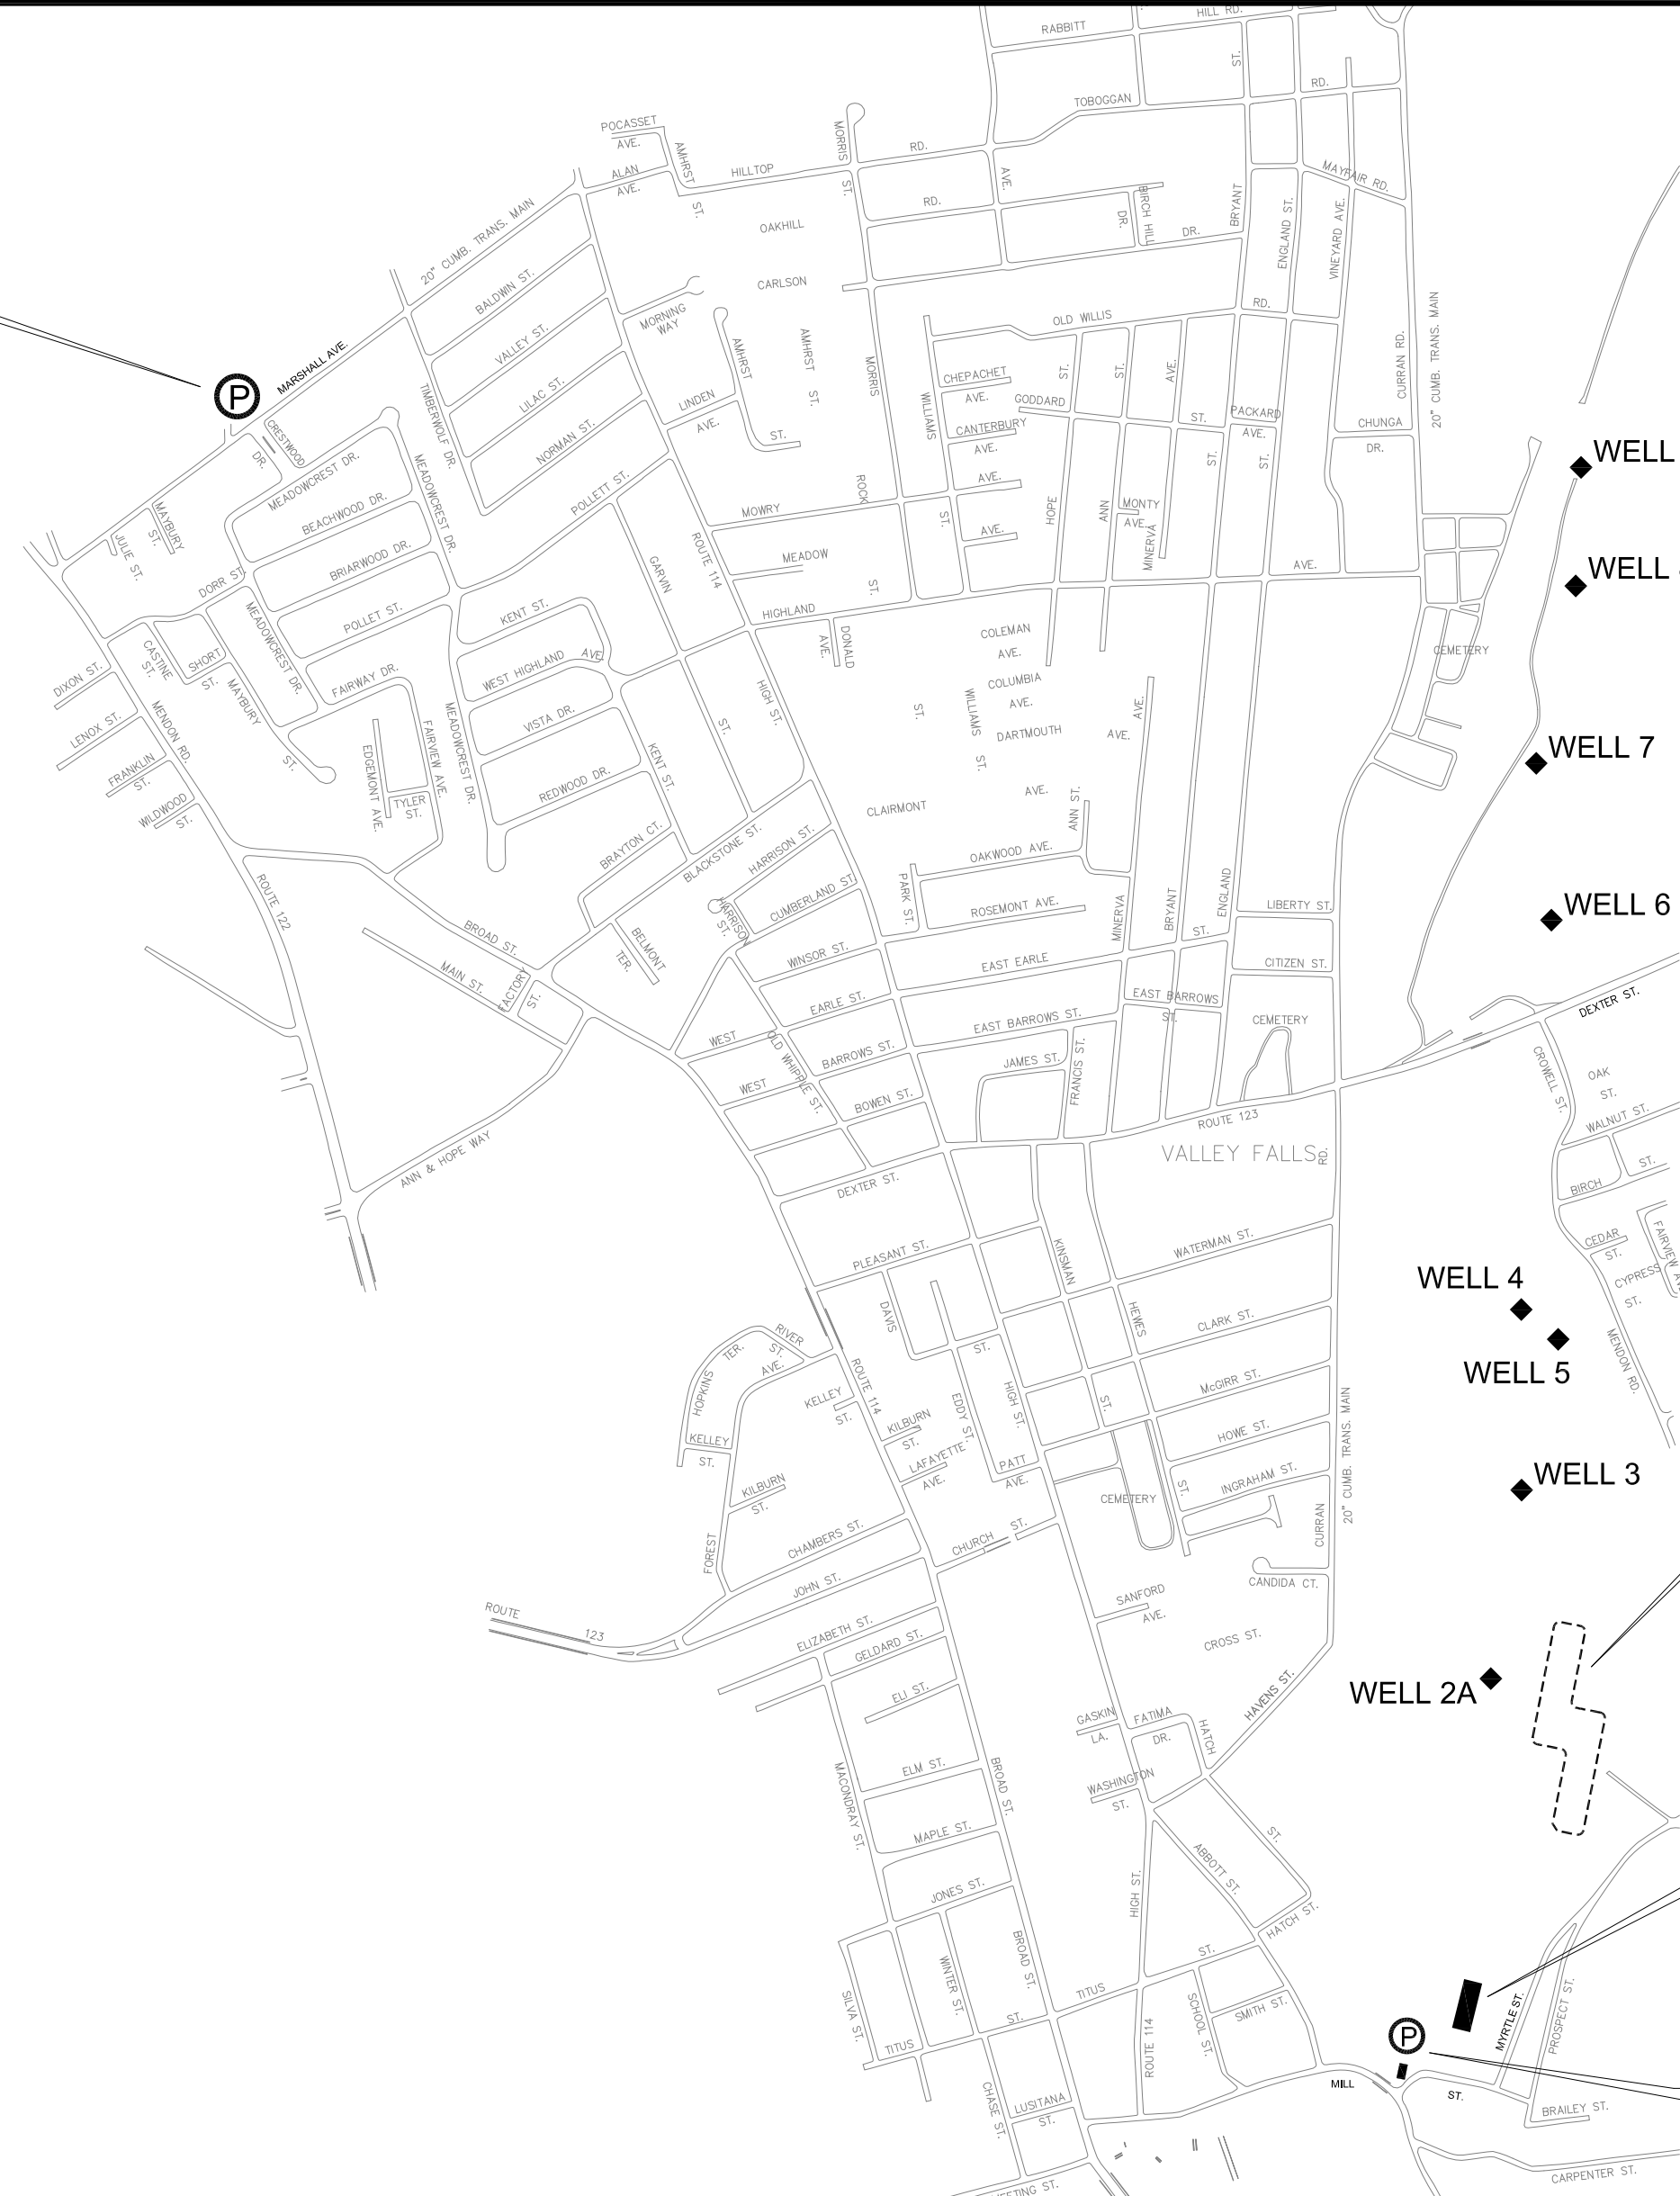 HILL RD.
RABBITT
ST.
RD.
TOBOGGAN
POCASSET
AVE.
AMHRST
ST.
MORRIS
ST.
RD.
HILLTOP
ALAN
AVE.
AVE.
MAYFAIR RD.
20" CUMB. TRANS. MAIN
OAKHILL
RD.
BIRCH HILL
DR.
DR.
BRYANT
ENGLAND ST.
VINEYARD AVE.
BALDWIN ST.
CARLSON
MORNING
WAY
VALLEY ST.
AMHRST
ST.
AMHRST
ST.
MORRIS
OLD WILLIS
RD.
CURRAN RD.
20" CUMB. TRANS. MAIN
MARSHALL AVE.
P
TIMBERWOLF DR.
LILAC ST.
LINDEN
AVE.
WILLIAMS
CHEPACHET
AVE.
GODDARD
ST.
ST.
AVE.
ST.
PACKARD
AVE.
CHUNGA
DR.
CRESTWOOD
DR.
NORMAN ST.
CANTERBURY
AVE.
WELL
MEADOWCREST DR.
MEADOWCREST DR.
POLLETT ST.
BEACHWOOD DR.
ROCK
AVE.
ST.
ST.
MAYBURY
ST.
JULIE ST.
MOWRY
ST.
HOPE
ANN
MONTY
AVE.
MINERVA
BRIARWOOD DR.
ROUTE 114
GARVIN
MEADOW
AVE.
AVE.
WELL
DORR ST.
ST.
POLLET ST.
KENT ST.
HIGHLAND
MEADOWCREST DR.
DONALD
AVE.
COLEMAN
AVE.
CEMETERY
CASTINE
ST.
SHORT
ST.
MAYBURY
ST.
FAIRWAY DR.
WEST HIGHLAND AVE
DIXON ST.
COLUMBIA
AVE.
LENOX ST.
MENDON RD.
FAIRVIEW AVE.
MEADOWCREST DR.
VISTA DR.
ST.
HIGH ST.
ST.
WILLIAMS
ST.
DARTMOUTH
AVE.
AVE.
WELL 7
FRANKLIN
ST.
EDGEMONT AVE.
KENT ST.
REDWOOD DR.
AVE.
WILDWOOD
ST.
TYLER
ST.
CLAIRMONT
ANN ST.
BRAYTON CT.
BLACKSTONE ST.
HARRISON ST.
OAKWOOD AVE.
ROUTE 122
HARRISON
ST.
CUMBERLAND ST.
PARK ST.
ROSEMONT AVE.
MINERVA
BRYANT
ST.
ENGLAND
LIBERTY ST.
WELL 6
BROAD ST.
BELMONT
TER.
WINSOR ST.
EAST EARLE
CITIZEN ST.
MAIN ST.
FACTORY
ST.
EARLE ST.
EAST BARROWS
ST.
DEXTER ST.
WEST
OLD WHIPPLE ST.
BARROWS ST.
EAST BARROWS ST.
CEMETERY
JAMES ST.
FRANCIS ST.
CROWELL ST.
OAK
ST.
WEST
BOWEN ST.
ROUTE 123
WALNUT ST.
ANN & HOPE WAY
VALLEY FALLS
RD.
ST.
DEXTER ST.
BIRCH
PLEASANT ST.
KINSMAN
WATERMAN ST.
CEDAR
ST.
CYPRESS
ST.
WELL 4
DAVIS
HEWES
CLARK ST.
RIVER
ST.
TER.
AVE.
ST.
WELL 5
MENDON RD.
HOPKINS
KELLEY
ST.
ROUTE 114
EDDY ST.
HIGH ST.
ST.
McGIRR ST.
KILBURN
ST.
HOWE ST.
20" CUMB. TRANS. MAIN
KELLEY
ST.
LAFAYETTE
AVE.
PATT
AVE.
ST.
INGRAHAM ST.
WELL 3
KILBURN
ST.
CEMETERY
CURRAN
FOREST
CHAMBERS ST.
CHURCH
ST.
CANDIDA CT.
JOHN ST.
SANFORD
AVE.
ROUTE
123
ELIZABETH ST.
CROSS ST.
GELDARD ST.
HAVENS ST.
WELL 2A
ELI ST.
GASKIN
LA.
FATIMA
DR.
HATCH
MACONDRAY ST.
ELM ST.
BROAD ST.
WASHINGTON
ST.
MAPLE ST.
ST.
ABBOTT ST.
JONES ST.
HIGH ST.
HATCH ST.
BROAD ST.
ST.
WINTER ST.
TITUS
SILVA ST.
ST.
TITUS
SCHOOL ST.
SMITH ST.
ROUTE 114
P
MYRTLE ST.
PROSPECT ST.
CHASE ST.
LUSITANA
ST.
MILL
ST.
BRAILEY ST.
CARPENTER ST.